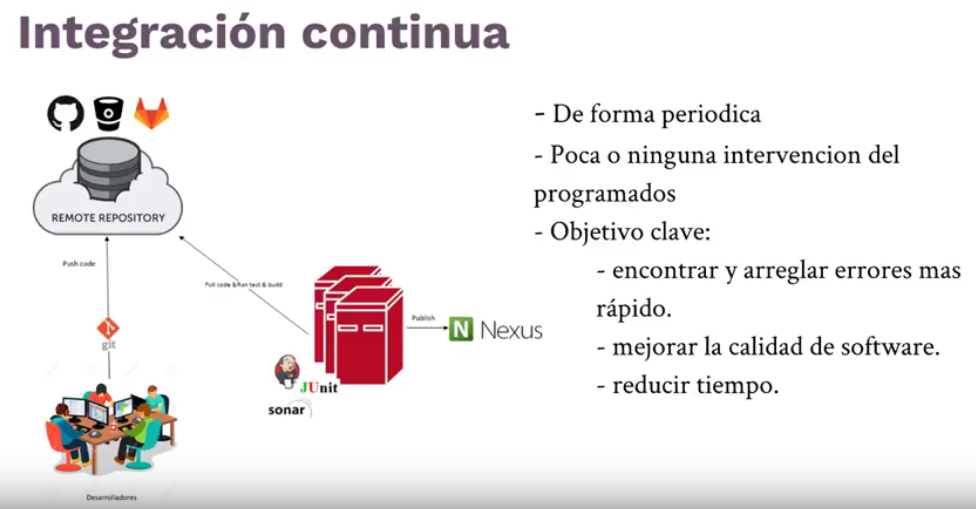 Integración continua
REMOTE REPOSITORY
Push code
git
Desarrolladores
Pull code &Run test & build
JUnit
sonar
Publish
N Nexus
- De forma periodica
- Poca o ninguna intervencion del
programados
- Objetivo clave:
- encontrar y arreglar errores mas
rápido.
- mejorar la calidad de software.
- reducir tiempo.